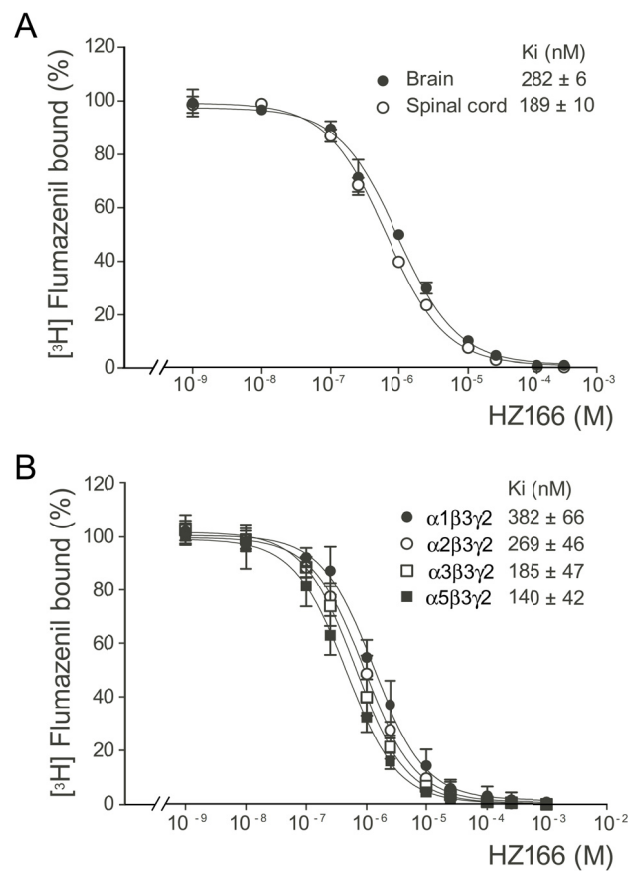 A
120
100
80
60
40
20
0
[³H] Flumazenil bound (%)
Ki (nM)
Brain 282 ± 6
Spinal cord 189 ± 10
10⁻⁹ 10⁻⁸ 10⁻⁷ 10⁻⁶ 10⁻⁵ 10⁻⁴ 10⁻³
HZ166 (M)
B
120
100
80
60
40
20
0
[³H] Flumazenil bound (%)
Ki (nM)
α1β3γ2 382 ± 66
α2β3γ2 269 ± 46
α3β3γ2 185 ± 47
α5β3γ2 140 ± 42
10⁻⁹ 10⁻⁸ 10⁻⁷ 10⁻⁶ 10⁻⁵ 10⁻⁴ 10⁻³ 10⁻²
HZ166 (M)